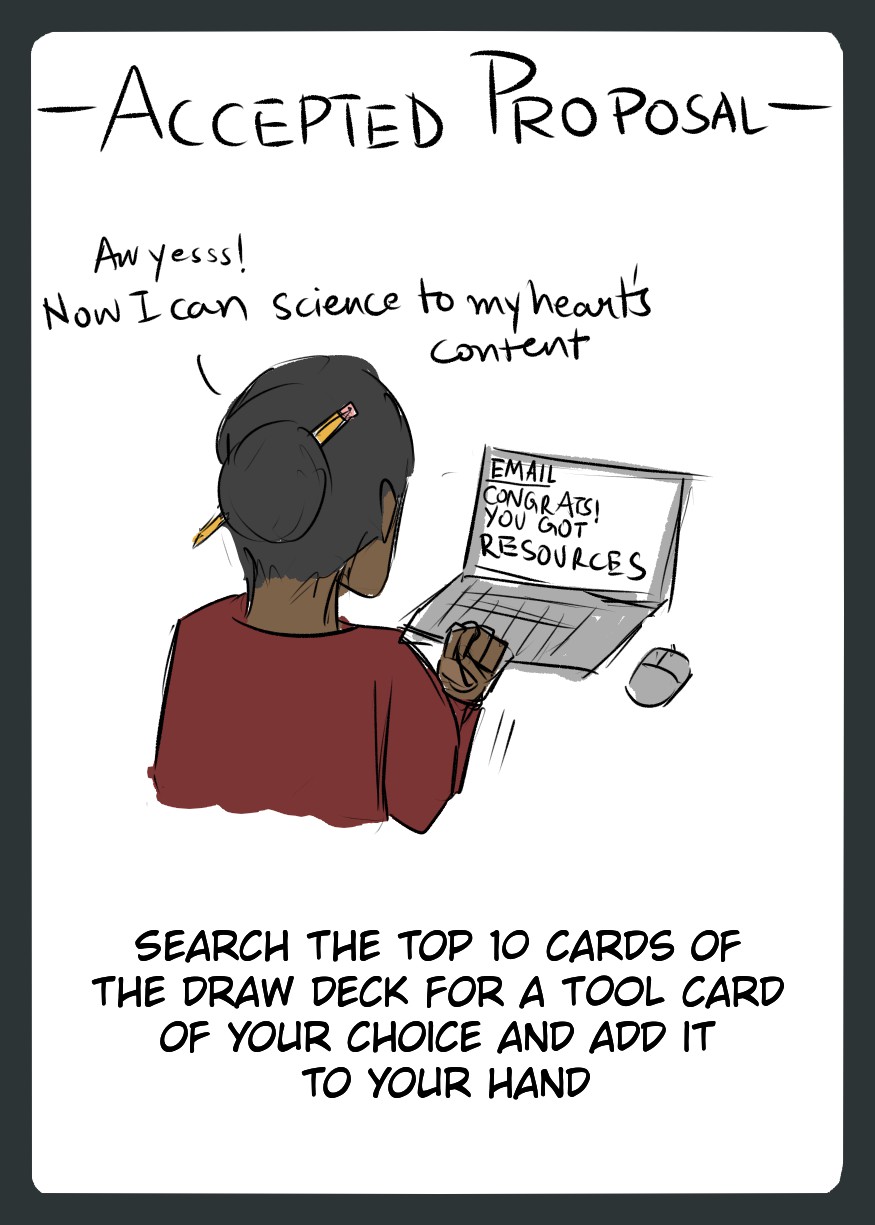 —ACCEPTED PROPOSAL—
Aw yesss!
Now I can science to my heart's
content
EMAIL
CONGRATS!
YOU GOT
RESOURCES
SEARCH THE TOP 10 CARDS OF
THE DRAW DECK FOR A TOOL CARD
OF YOUR CHOICE AND ADD IT
TO YOUR HAND